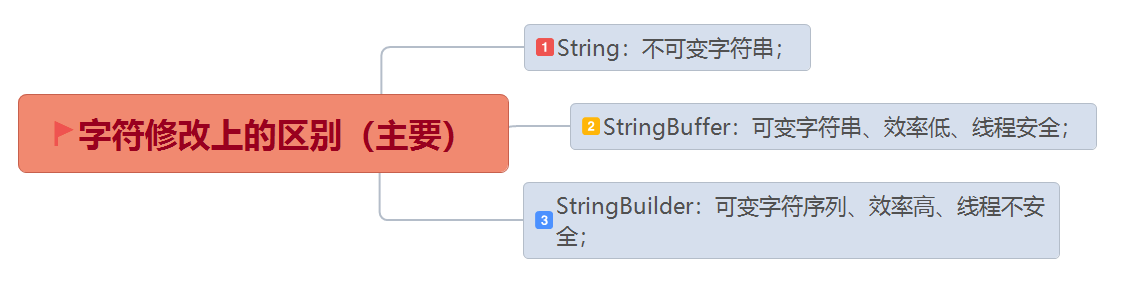 1 String：不可变字符串；
字符修改上的区别（主要）
2 StringBuffer：可变字符串、效率低、线程安全；
3 StringBuilder：可变字符序列、效率高、线程不安
全；